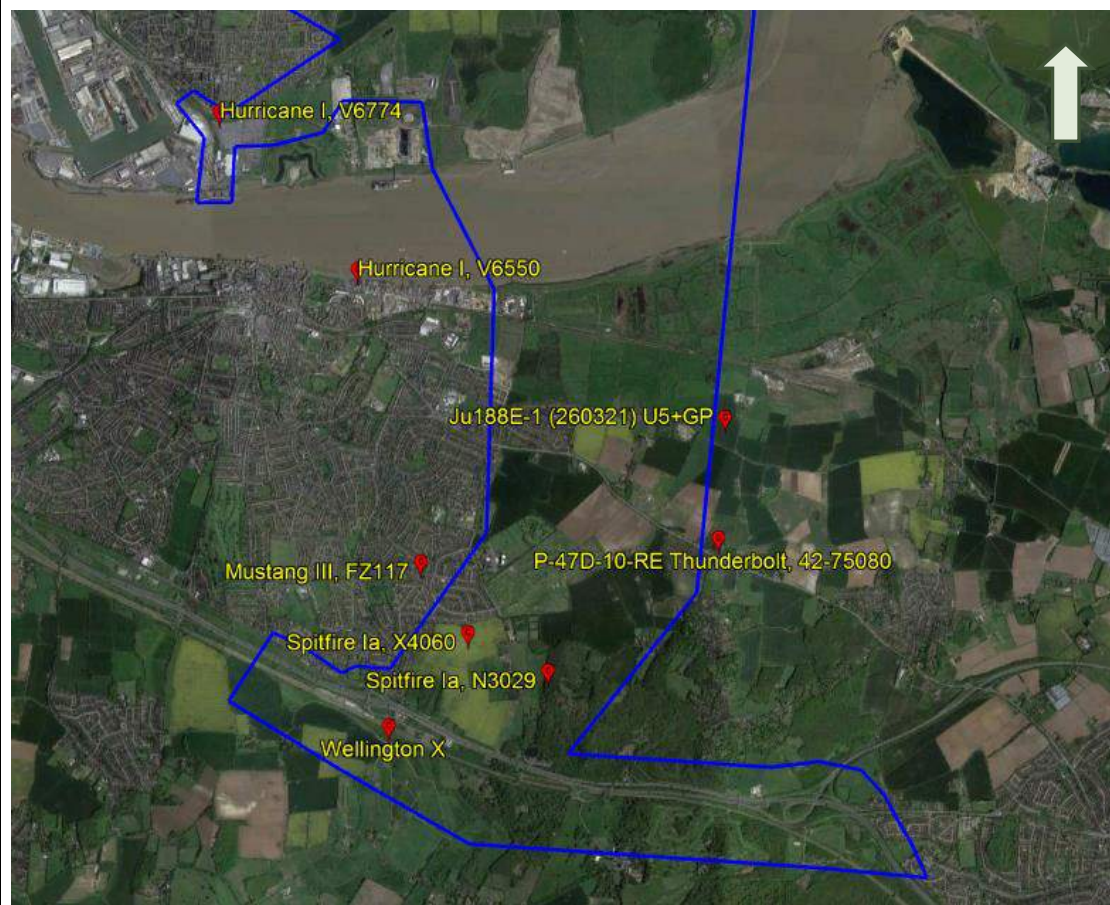 Hurricane I, V6774
Hurricane I, V6550
Ju188E-1 (260321) U5+GP
P-47D-10-RE Thunderbolt, 42-75080
Mustang III, FZ117
Spitfire Ia, X4060
Spitfire Ia, N3029
Wellington X